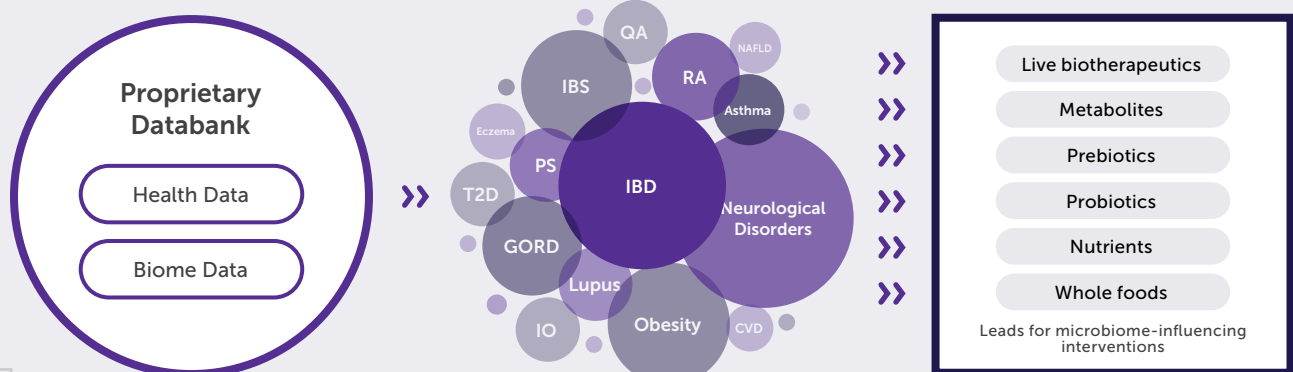 Proprietary
Databank
Health Data
Biome Data
QA
NAFLD
IBS
RA
Asthma
Eczema
PS
T2D
IBD
Neurological
Disorders
GORD
Lupus
IO
Obesity
CVD
Live biotherapeutics
Metabolites
Prebiotics
Probiotics
Nutrients
Whole foods
Leads for microbiome-influencing
interventions